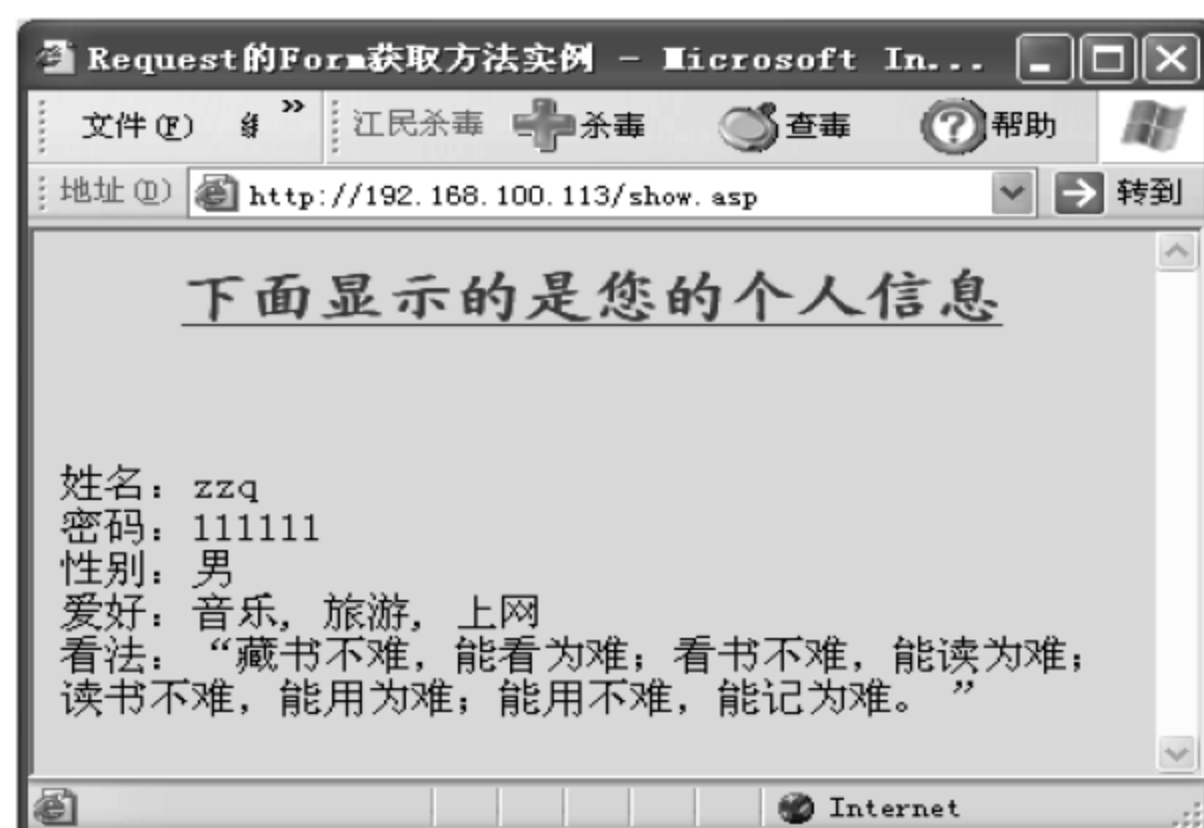 Request的Form获取方法实例 - Microsoft In...
文件(F) » 江民杀毒 杀毒 查毒 帮助
地址(D) http://192.168.100.113/show.asp 转到
下面显示的是您的个人信息
姓名：zzq
密码：111111
性别：男
爱好：音乐, 旅游, 上网
看法：“藏书不难，能看为难；看书不难，能读为难；
读书不难，能用为难；能用不难，能记为难。”
Internet